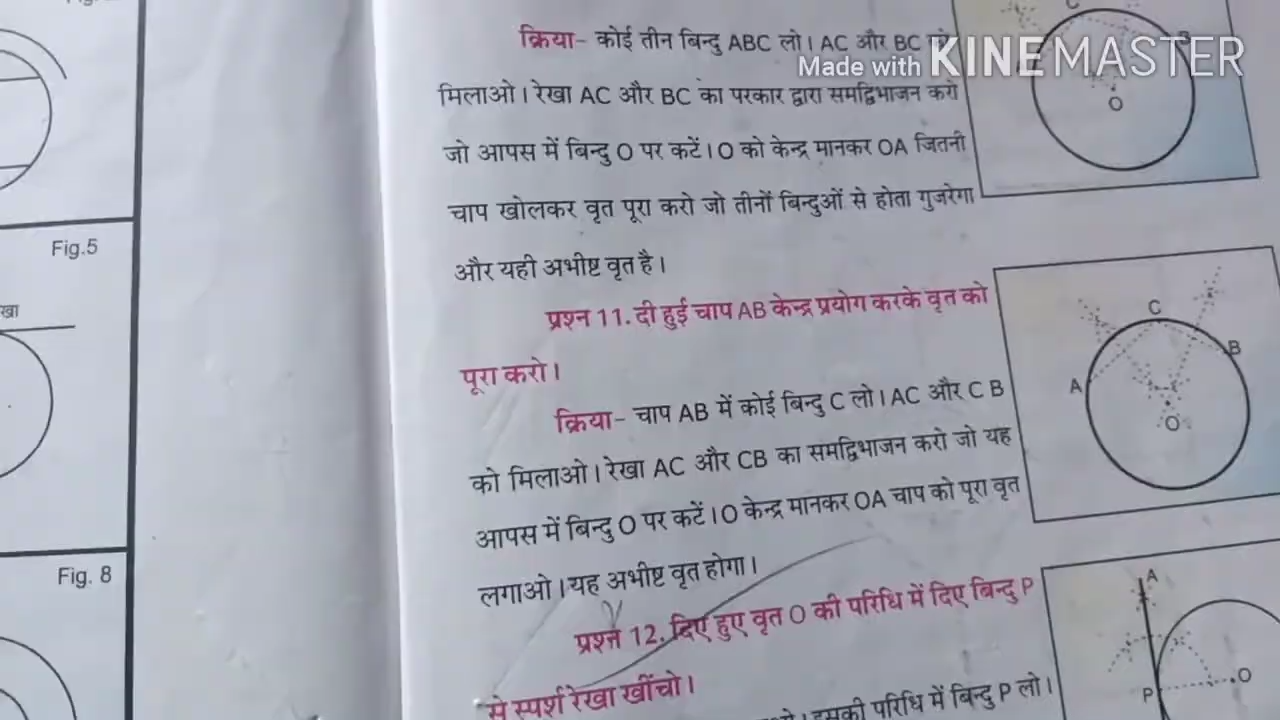 Made with KINEMASTER
क्रिया- कोई तीन बिन्दु ABC लो। AC और BC को
मिलाओ। रेखा AC और BC का परकार द्वारा समद्विभाजन करो
जो आपस में बिन्दु O पर कटें। O को केन्द्र मानकर OA जितनी
चाप खोलकर वृत पूरा करो जो तीनों बिन्दुओं से होता गुजरेगा
और यही अभीष्ट वृत है।
C
B
O
प्रश्न 11. दी हुई चाप AB केन्द्र प्रयोग करके वृत को
पूरा करो।
क्रिया- चाप AB में कोई बिन्दु C लो। AC और C B
को मिलाओ। रेखा AC और CB का समद्विभाजन करो जो यह
आपस में बिन्दु O पर कटें। O केन्द्र मानकर OA चाप को पूरा वृत
लगाओ। यह अभीष्ट वृत होगा।
C
B
A
O
प्रश्न 12. दिए हुए वृत O की परिधि में दिए बिन्दु P
से स्पर्श रेखा खींचो।
इसकी परिधि में बिन्दु P लो।
A
P
O
Fig.5
खा
Fig. 8